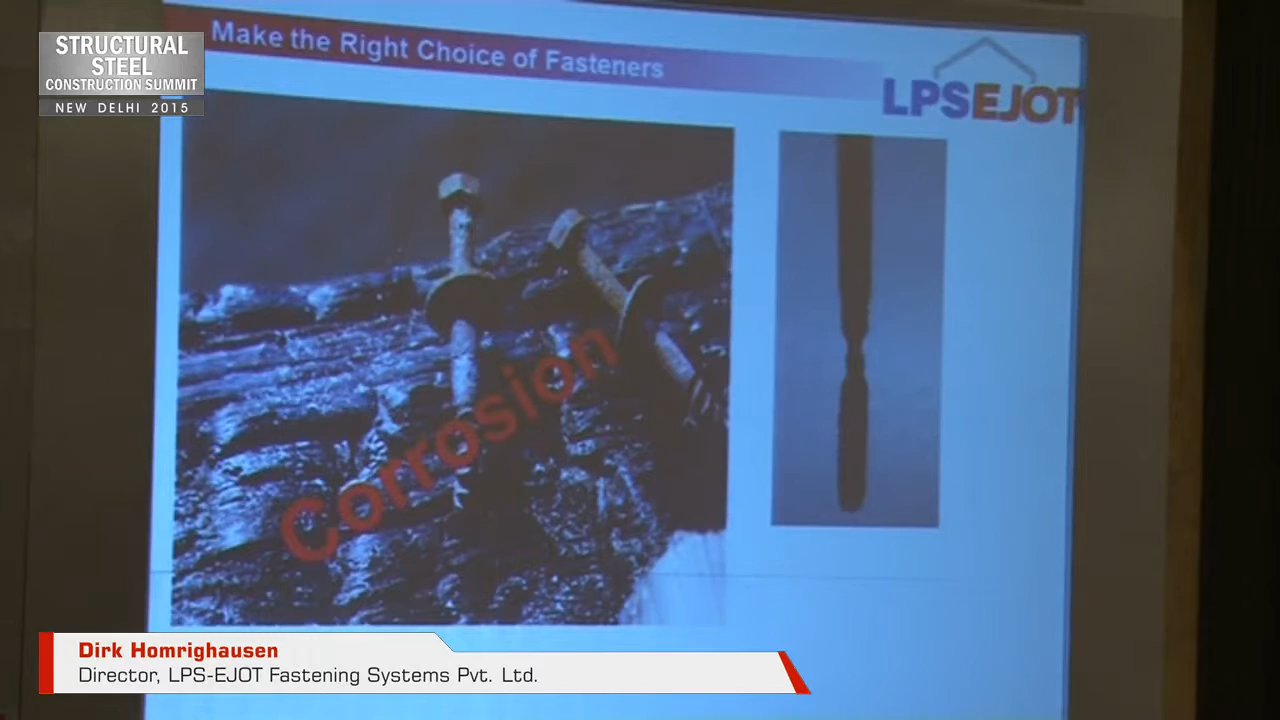 STRUCTURAL
STEEL
CONSTRUCTION SUMMIT
NEW DELHI 2015
Make the Right Choice of Fasteners
LPSEJOT
Corrosion
Dirk Homrighausen
Director, LPS-EJOT Fastening Systems Pvt. Ltd.